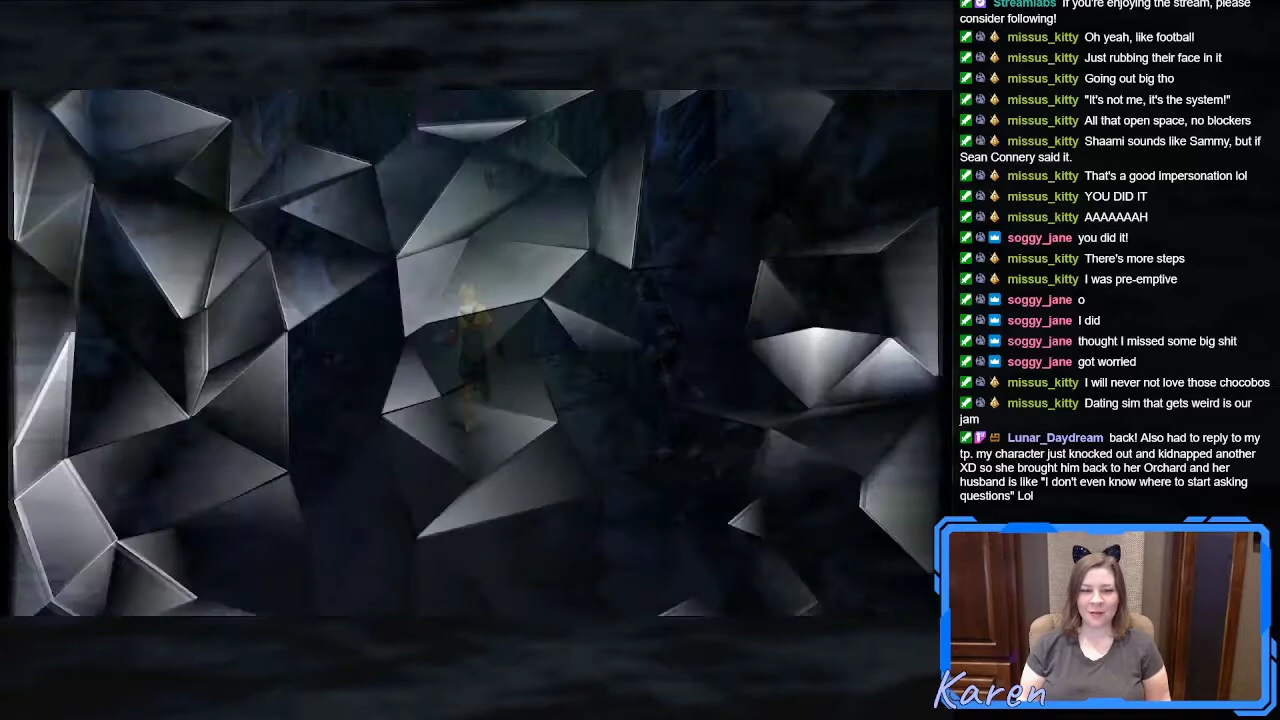 Streamlabs If you're enjoying the stream, please
consider following!
missus_kitty Oh yeah, like football
missus_kitty Just rubbing their face in it
missus_kitty Going out big tho
missus_kitty "It's not me, it's the system!"
missus_kitty All that open space, no blockers
missus_kitty Shaami sounds like Sammy, but if
Sean Connery said it.
missus_kitty That's a good impersonation lol
missus_kitty YOU DID IT
missus_kitty AAAAAAAH
soggy_jane you did it!
missus_kitty There's more steps
missus_kitty I was pre-emptive
soggy_jane o
soggy_jane I did
soggy_jane thought I missed some big shit
soggy_jane got worried
missus_kitty I will never not love those chocobos
missus_kitty Dating sim that gets weird is our
jam
Lunar_Daydream back! Also had to reply to my
tp. my character just knocked out and kidnapped another
XD so she brought him back to her Orchard and her
husband is like "I don't even know where to start asking
questions" Lol
Karen